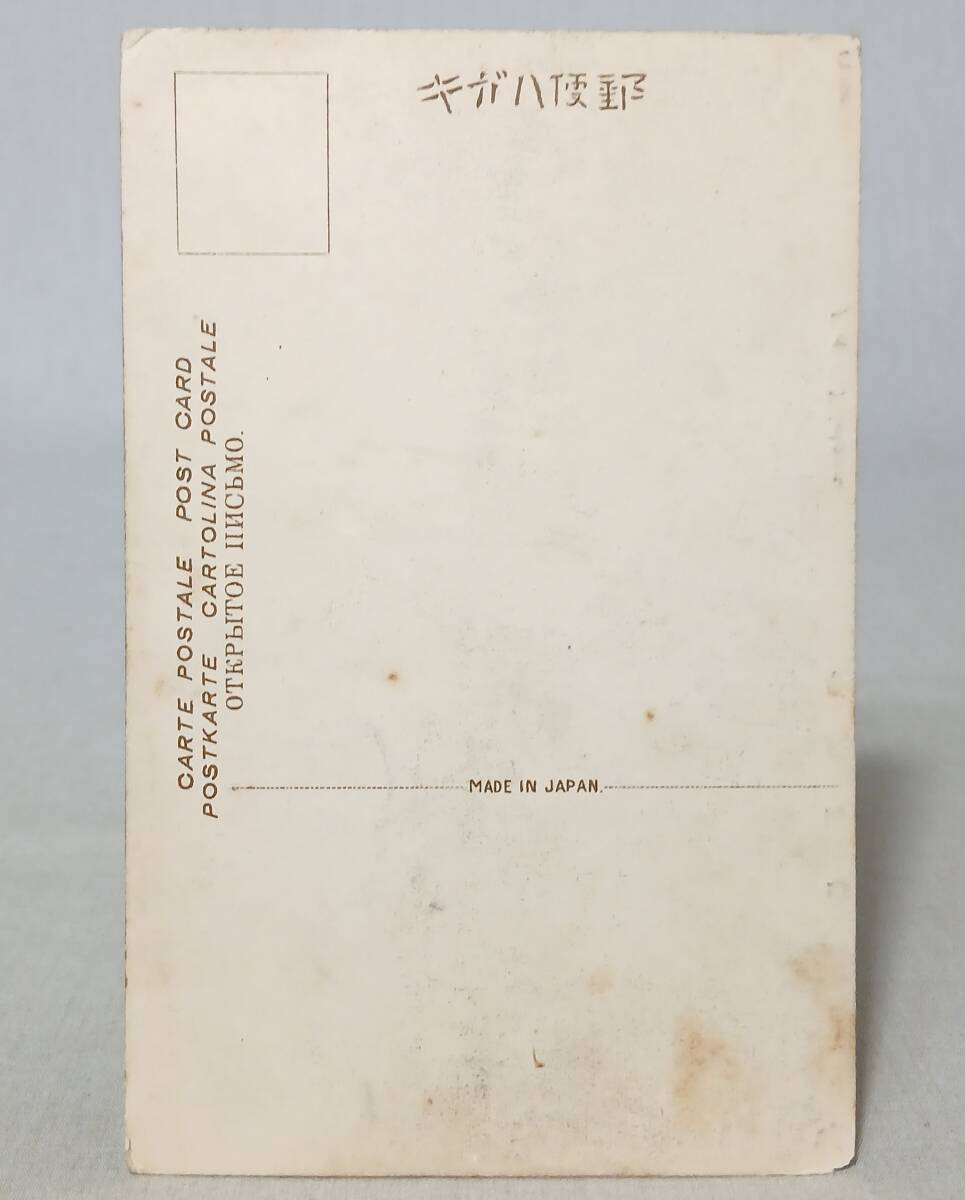 郵便ハガキ
CARTE POSTALE POST CARD
POSTKARTE CARTOLINA POSTALE
ОТКРЫТОЕ ПИСЬМО.
MADE IN JAPAN.